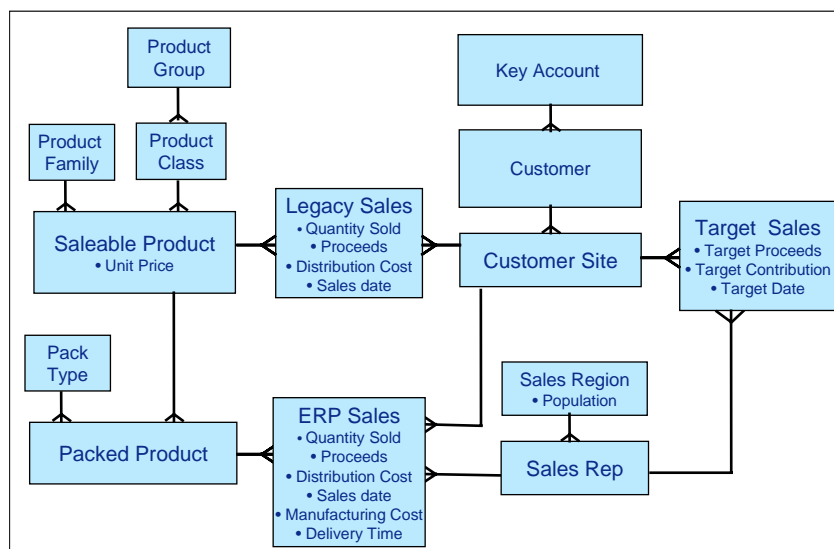 Product
Group
Key Account
Product
Family
Product
Class
Customer
Legacy Sales
• Quantity Sold
• Proceeds
• Distribution Cost
• Sales date
Saleable Product
• Unit Price
Customer Site
Target Sales
• Target Proceeds
• Target Contribution
• Target Date
Pack
Type
Sales Region
• Population
Packed Product
ERP Sales
• Quantity Sold
• Proceeds
• Distribution Cost
• Sales date
• Manufacturing Cost
• Delivery Time
Sales Rep